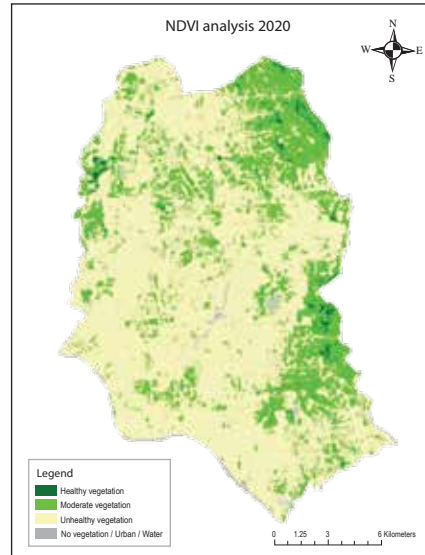 NDVI analysis 2020
N
W E
S
Legend
Healthy vegetation
Moderate vegetation
Unhealthy vegetation
No vegetation / Urban / Water
0 1.25 3 6 Kilometers